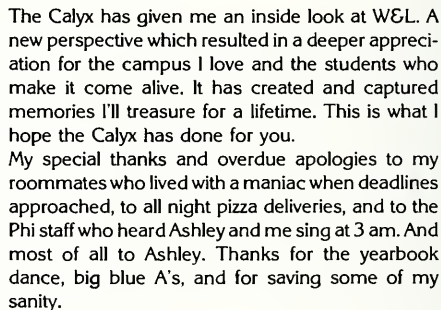 The Calyx has given me an inside look at W&L. A
new perspective which resulted in a deeper appreci-
ation for the campus I love and the students who
make it come alive. It has created and captured
memories I'll treasure for a lifetime. This is what I
hope the Calyx has done for you.
My special thanks and overdue apologies to my
roommates who lived with a maniac when deadlines
approached, to all night pizza deliveries, and to the
Phi staff who heard Ashley and me sing at 3 am. And
most of all to Ashley. Thanks for the yearbook
dance, big blue A's, and for saving some of my
sanity.